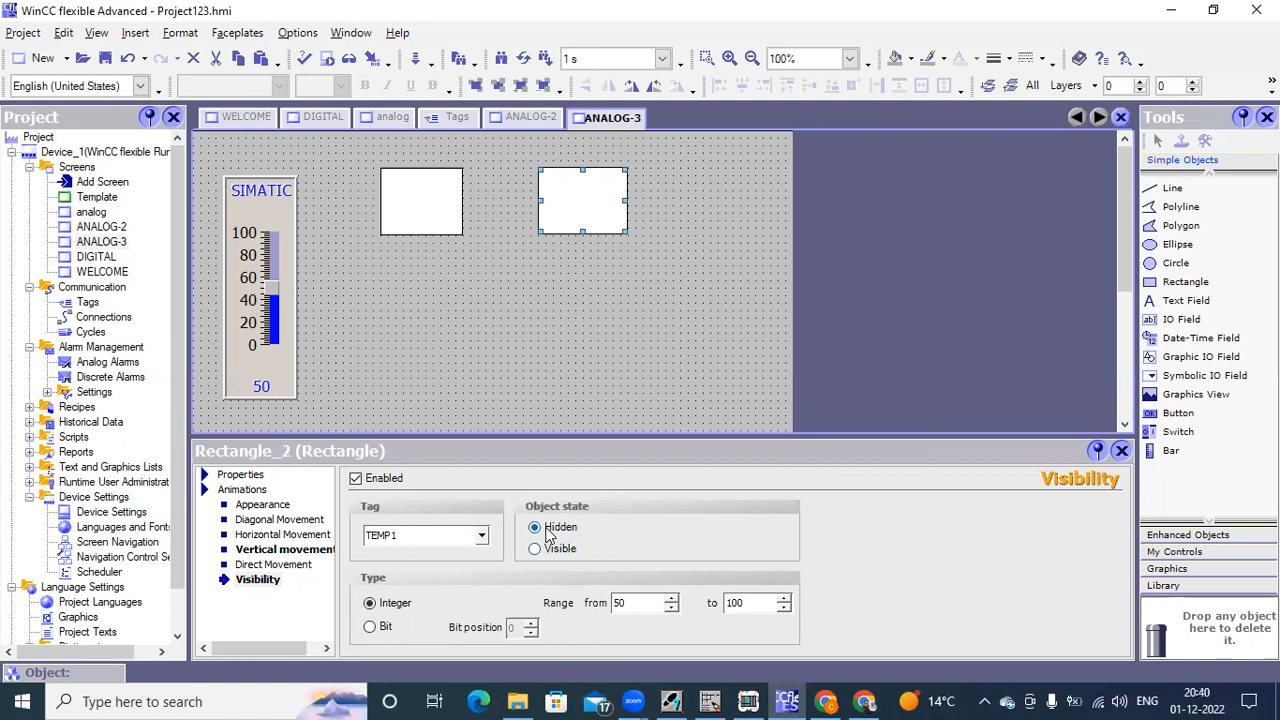 WinCC flexible Advanced - Project123.hmi
Project Edit View Insert Format Faceplates Options Window Help
New 1 s 100%
English (United States) B I U All Layers 0 0
Project
Project
Device_1(WinCC flexible Run
Screens
Add Screen
Template
analog
ANALOG-2
ANALOG-3
DIGITAL
WELCOME
Communication
Tags
Connections
Cycles
Alarm Management
Analog Alarms
Discrete Alarms
Settings
Recipes
Historical Data
Scripts
Reports
Text and Graphics Lists
Runtime User Administrat
Device Settings
Device Settings
Languages and Fonts
Screen Navigation
Navigation Control Se
Scheduler
Language Settings
Project Languages
Graphics
Project Texts
Object:
WELCOME DIGITAL analog Tags ANALOG-2 ANALOG-3
SIMATIC
100
80
60
40
20
0
50
Rectangle_2 (Rectangle)
Properties
Animations
Appearance
Diagonal Movement
Horizontal Movement
Vertical movement
Direct Movement
Visibility
Enabled
Visibility
Tag
TEMP1
Object state
Hidden
Visible
Type
Integer Range from 50 to 100
Bit Bit position 0
Tools
Simple Objects
Line
Polyline
Polygon
Ellipse
Circle
Rectangle
Text Field
IO Field
Date-Time Field
Graphic IO Field
Symbolic IO Field
Graphics View
Button
Switch
Bar
Enhanced Objects
My Controls
Graphics
Library
Drop any object
here to delete
it.
Type here to search
zoom
17
14°C
ENG
20:40
01-12-2022